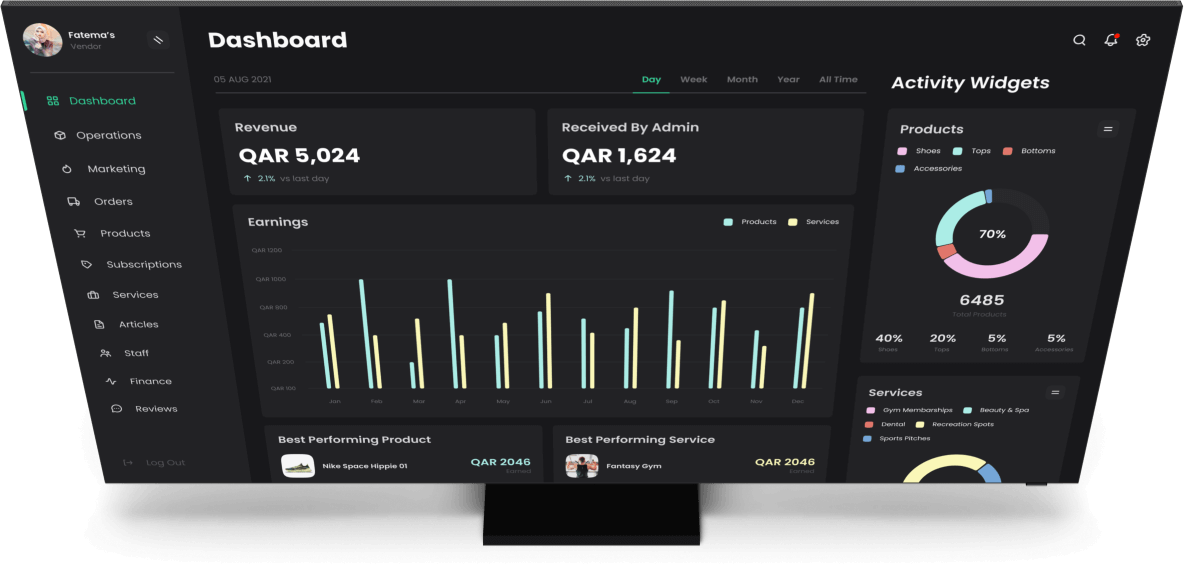 Fatema's
Vendor
Dashboard
Operations
Marketing
Orders
Products
Subscriptions
Services
Articles
Staff
Finance
Reviews
Log Out
Dashboard
05 AUG 2021
Day Week Month Year All Time
Revenue
QAR 5,024
2.1% vs last day
Received By Admin
QAR 1,624
2.1% vs last day
Earnings
Products Services
QAR 1200
QAR 1000
QAR 800
QAR 400
QAR 200
QAR 100
Jan Feb Mar Apr May Jun Jul Aug Sep Oct Nov Dec
Best Performing Product
Nike Space Hippie 01
QAR 2046
Earned
Best Performing Service
Fantasy Gym
QAR 2046
Earned
Activity Widgets
Products
Shoes Tops Bottoms
Accessories
70%
6485
Total Products
40% 20% 5% 5%
Shoes Tops Bottoms Accessories
Services
Gym Memberships Beauty & Spa
Dental Recreation Spots
Sports Pitches